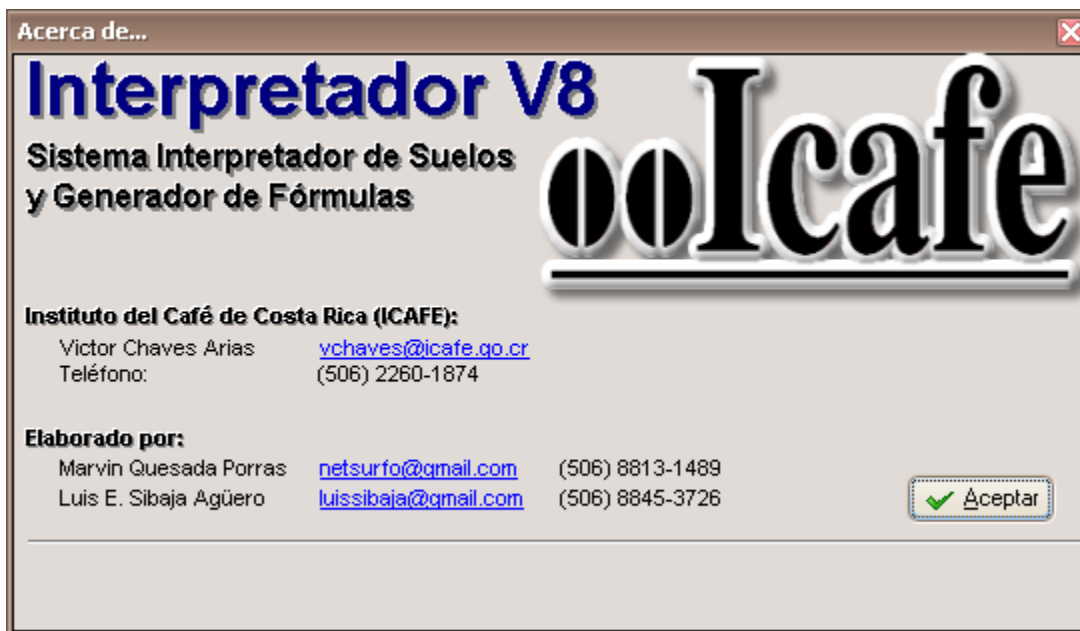 Acerca de...
Interpretador V8
Sistema Interpretador de Suelos
y Generador de Fórmulas
Icafe
Instituto del Café de Costa Rica (ICAFE):
Victor Chaves Arias vchaves@icafe.go.cr
Teléfono: (506) 2260-1874
Elaborado por:
Marvin Quesada Porras netsurfo@gmail.com (506) 8813-1489
Luis E. Sibaja Agüero luissibaja@gmail.com (506) 8845-3726
Aceptar